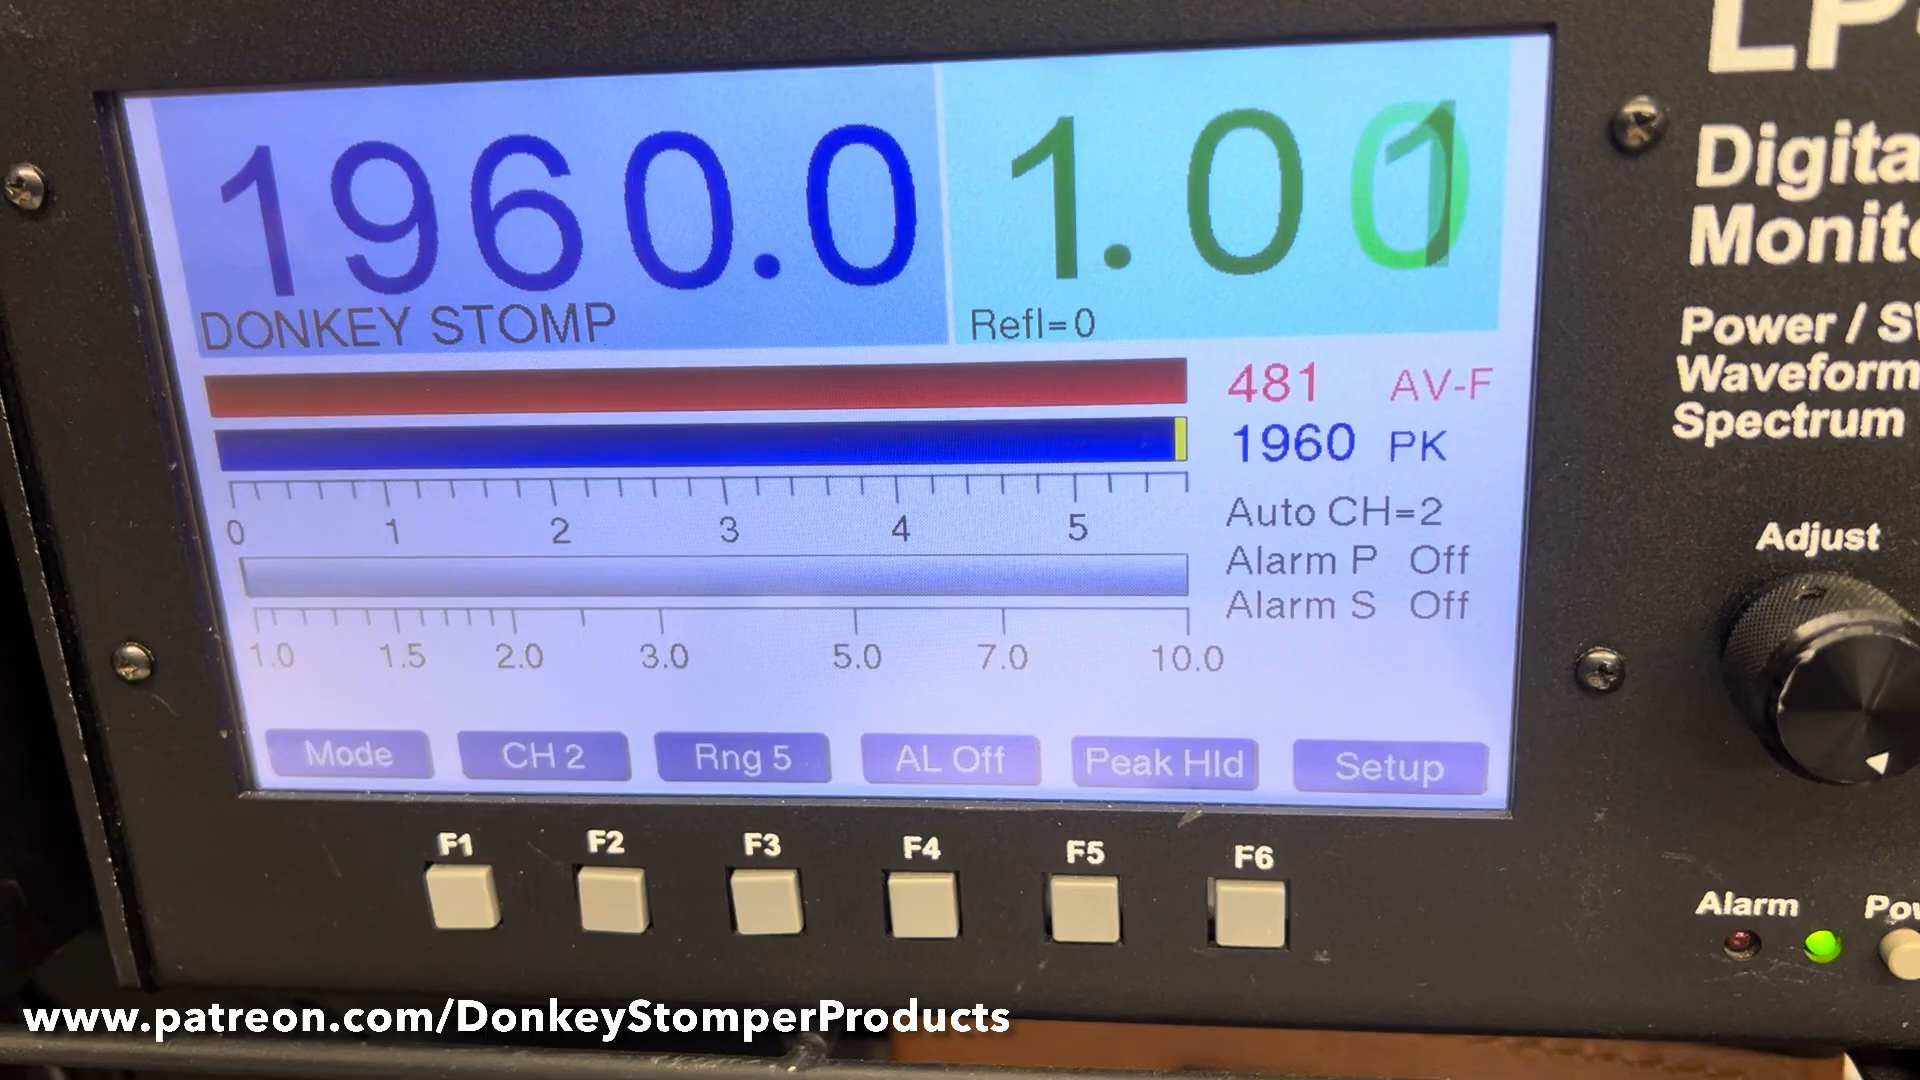 1960.0
DONKEY STOMP
1.0
Refl=0
481 AV-F
1960 PK
0 1 2 3 4 5
Auto CH=2
Alarm P Off
Alarm S Off
1.0 1.5 2.0 3.0 5.0 7.0 10.0
Mode CH 2 Rng 5 AL Off Peak Hld Setup
F1 F2 F3 F4 F5 F6
LP
Digita
Monit
Power / S
Waveform
Spectrum
Adjust
Alarm Po
www.patreon.com/DonkeyStomperProducts